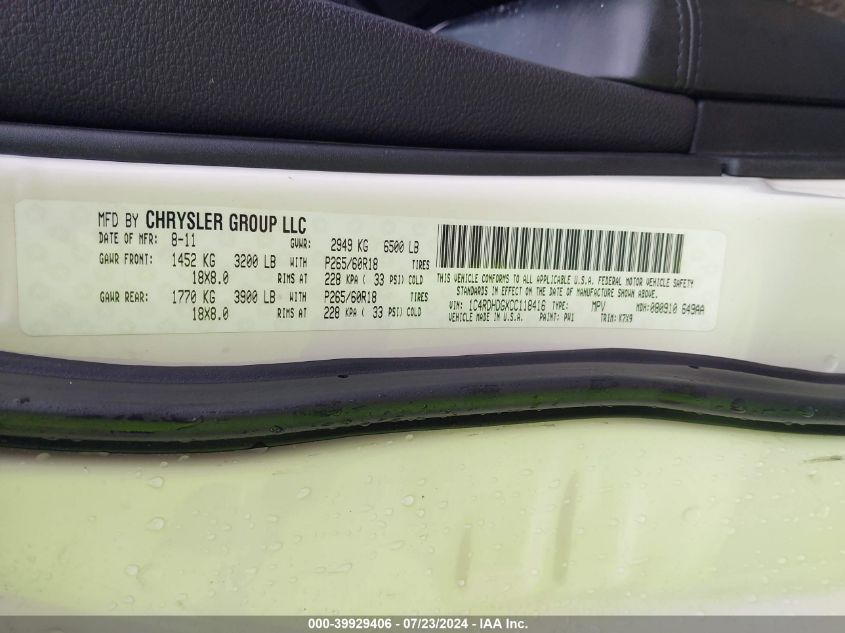 MFD BY CHRYSLER GROUP LLC
DATE OF MFR: 8-11 GVWR: 2949 KG 6500 LB
GAWR FRONT: 1452 KG 3200 LB WITH P265/60R18 TIRES
18X8.0 RIMS AT 228 KPA ( 33 PSI) COLD
GAWR REAR: 1770 KG 3900 LB WITH P265/60R18 TIRES
18X8.0 RIMS AT 228 KPA ( 33 PSI) COLD
THIS VEHICLE CONFORMS TO ALL APPLICABLE U.S.A. FEDERAL MOTOR VEHICLE SAFETY
STANDARDS IN EFFECT ON THE DATE OF MANUFACTURE SHOWN ABOVE.
VIN: 1C4RDHDGXCC118416 TYPE: MPV MDH:080910 649AA
VEHICLE MADE IN U.S.A. PAINT: PW1 TRIM: K7X9
000-39929406 - 07/23/2024 - IAA Inc.